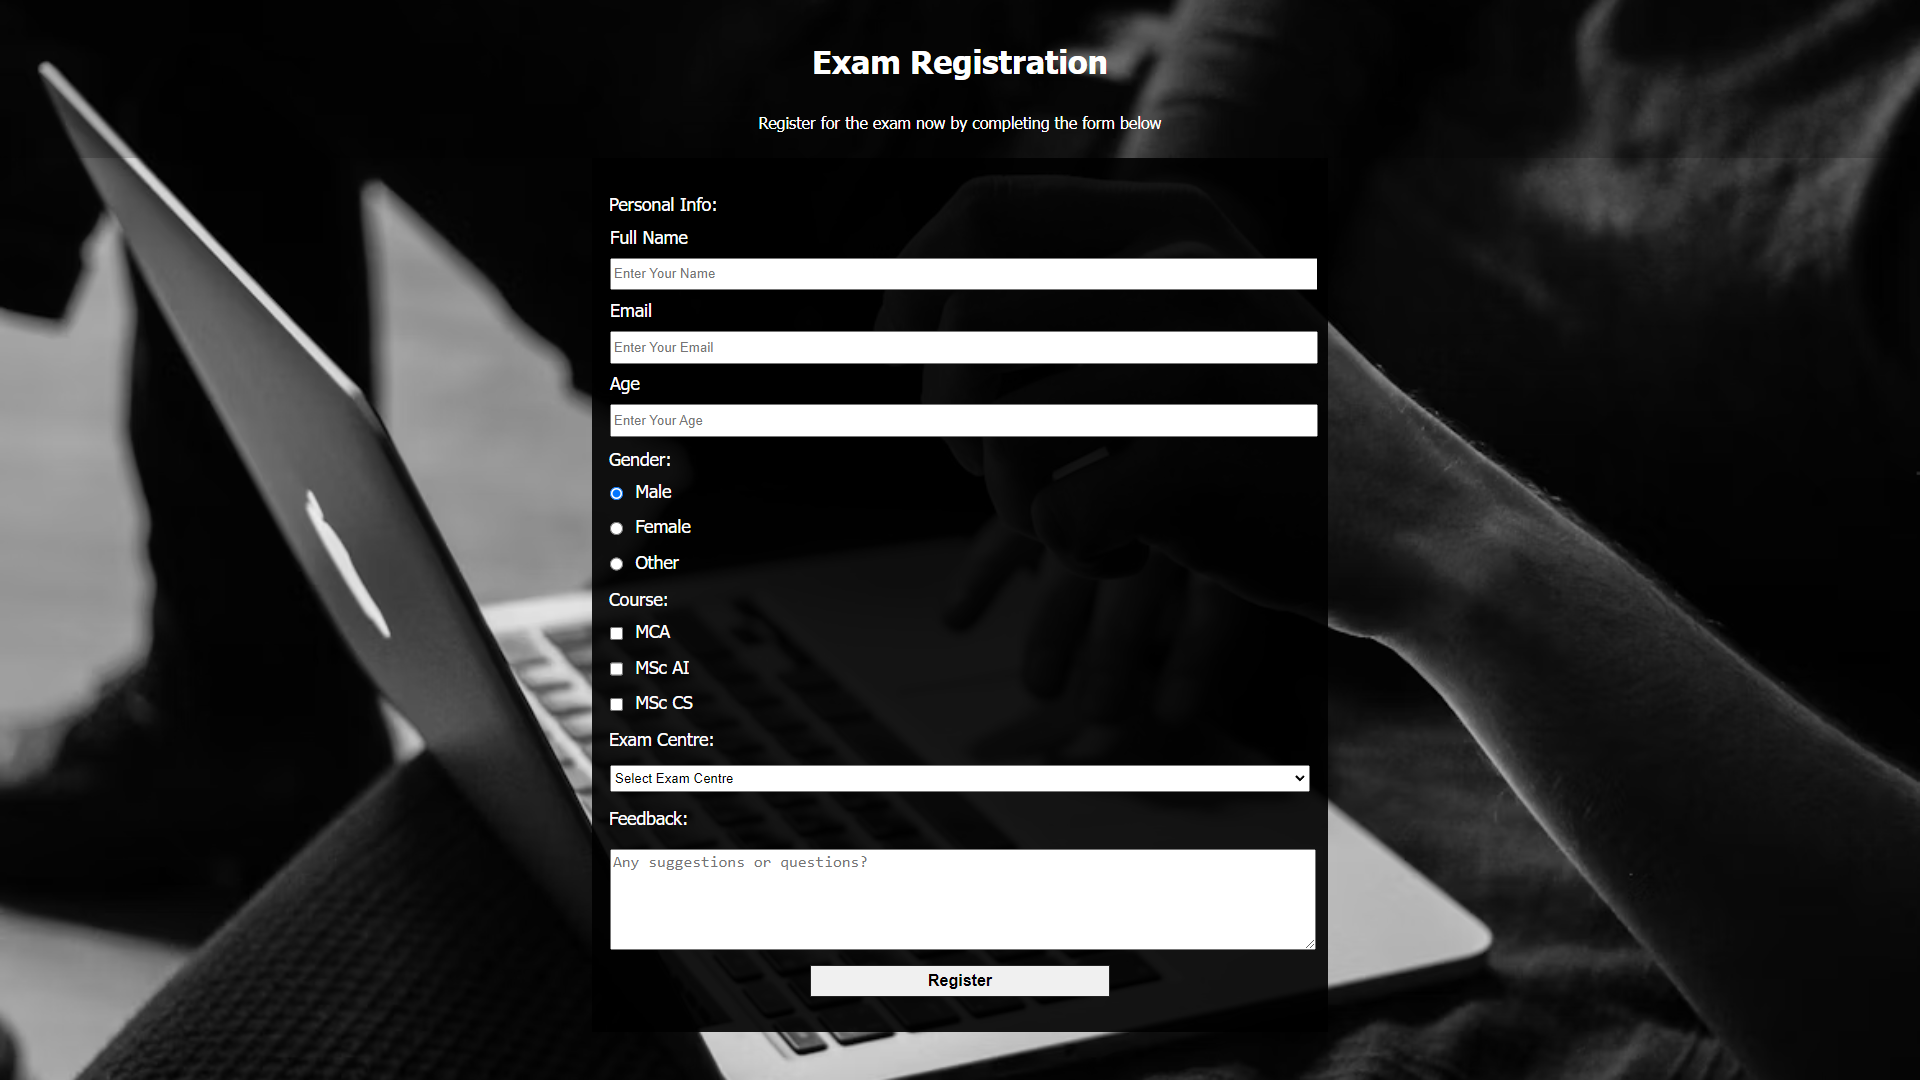 Exam Registration
Register for the exam now by completing the form below
Personal Info:
Full Name
Enter Your Name
Email
Enter Your Email
Age
Enter Your Age
Gender:
Male
Female
Other
Course:
MCA
MSc AI
MSc CS
Exam Centre:
Select Exam Centre
Feedback:
Any suggestions or questions?
Register